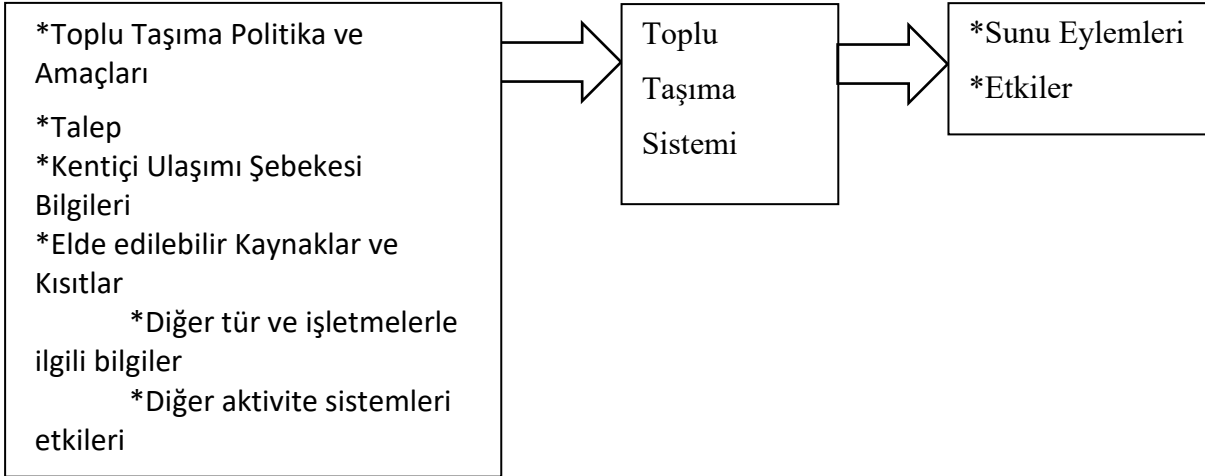 *Toplu Taşıma Politika ve
Amaçları
*Talep
*Kentiçi Ulaşımı Şebekesi
Bilgileri
*Elde edilebilir Kaynaklar ve
Kısıtlar
*Diğer tür ve işletmelerle
ilgili bilgiler
*Diğer aktivite sistemleri
etkileri
Toplu
Taşıma
Sistemi
*Sunu Eylemleri
*Etkiler